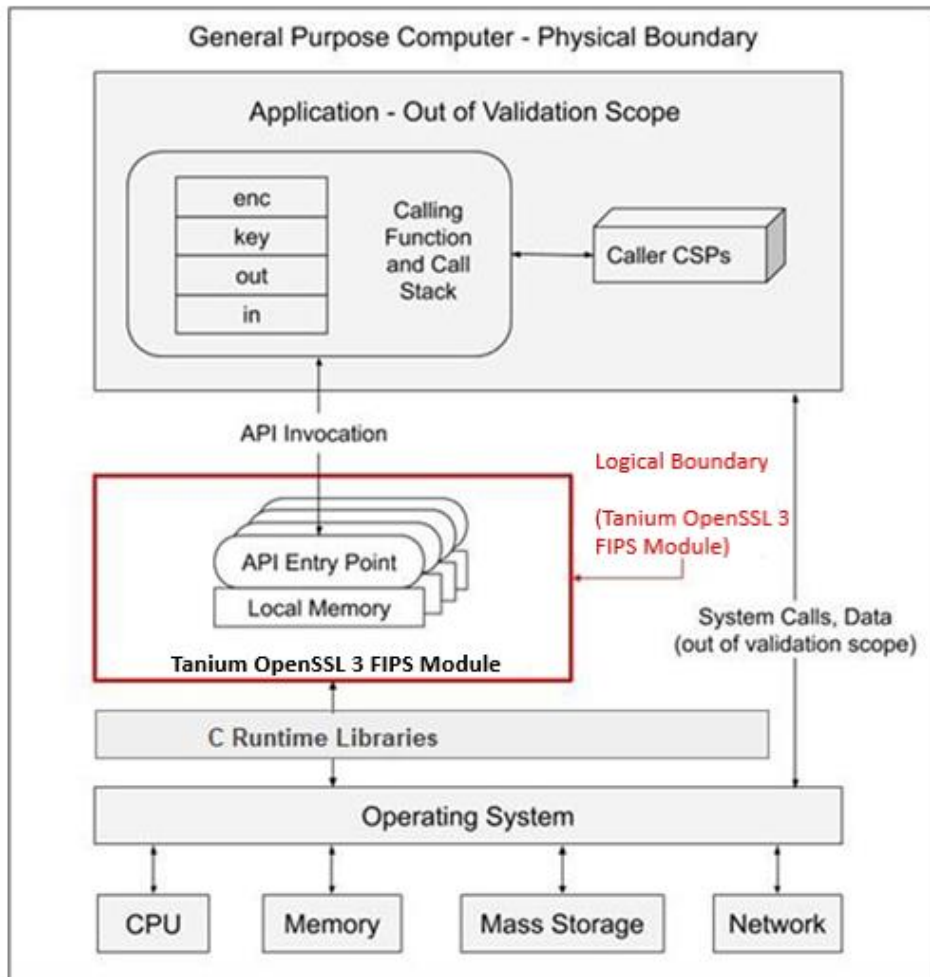 General Purpose Computer - Physical Boundary
Application - Out of Validation Scope
enc
key
out
in
Calling
Function
and Call
Stack
Caller CSPs
API Invocation
Logical Boundary
(Tanium OpenSSL 3
FIPS Module)
API Entry Point
Local Memory
Tanium OpenSSL 3 FIPS Module
System Calls, Data
(out of validation scope)
C Runtime Libraries
Operating System
CPU
Memory
Mass Storage
Network